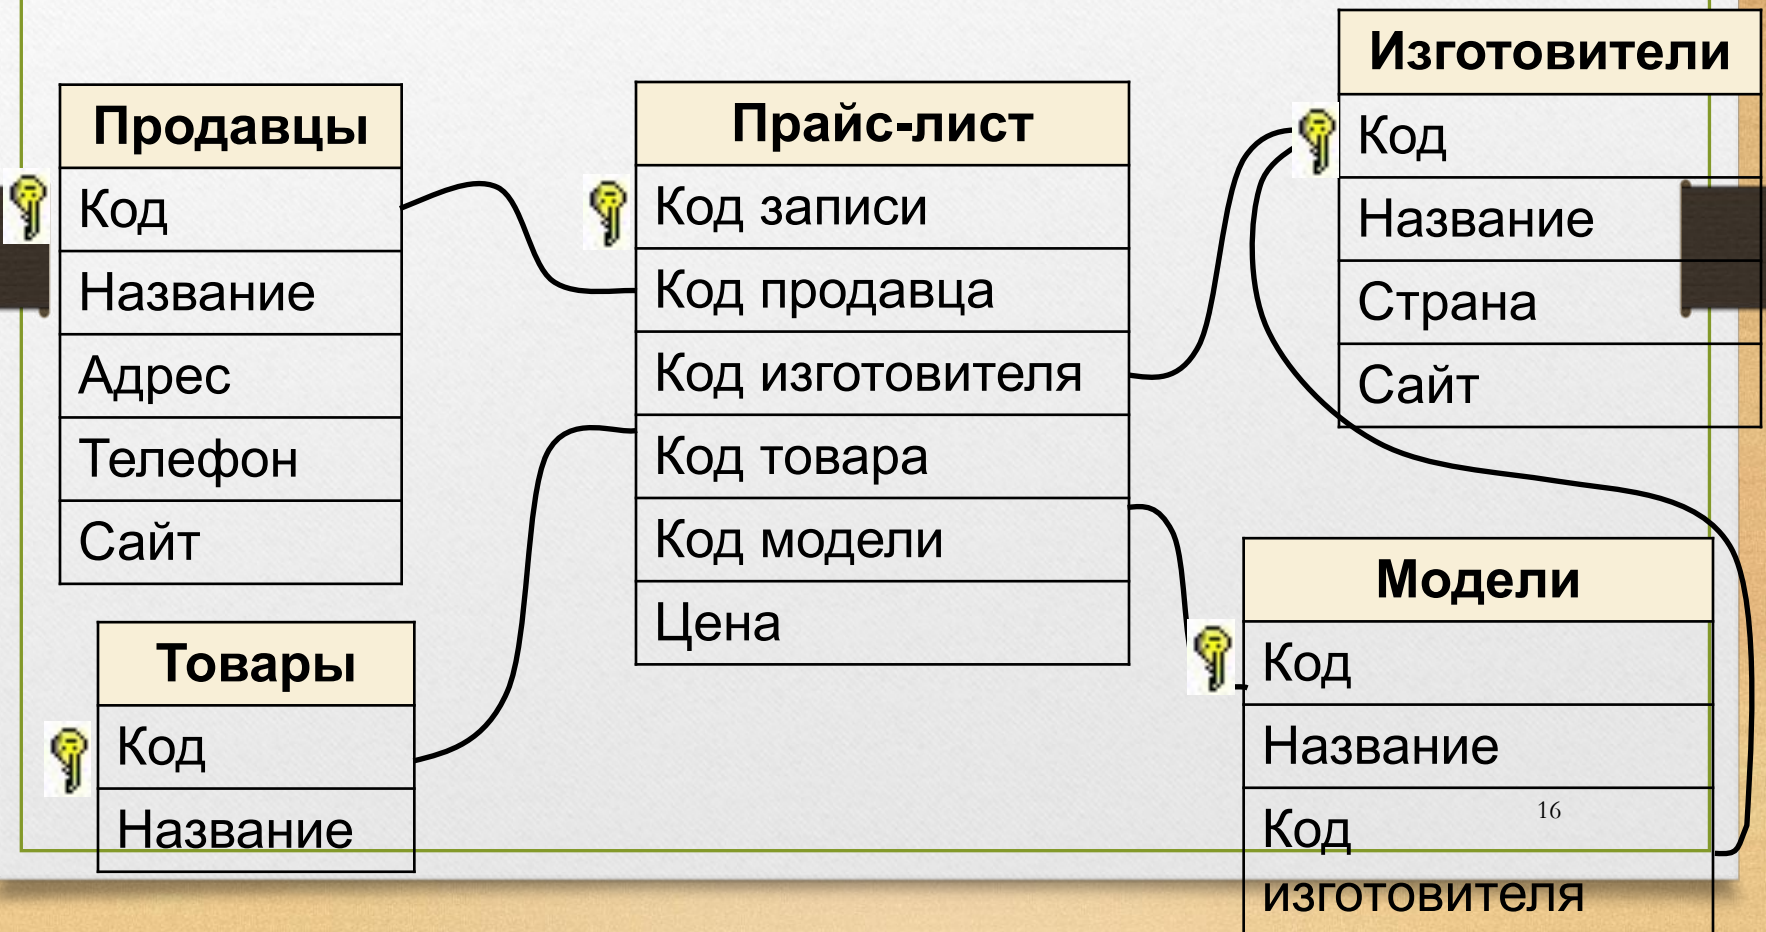 Продавцы
Код
Название
Адрес
Телефон
Сайт
Товары
Код
Название
Прайс-лист
Код записи
Код продавца
Код изготовителя
Код товара
Код модели
Цена
Изготовители
Код
Название
Страна
Сайт
Модели
Код
Название
Код
изготовителя
16